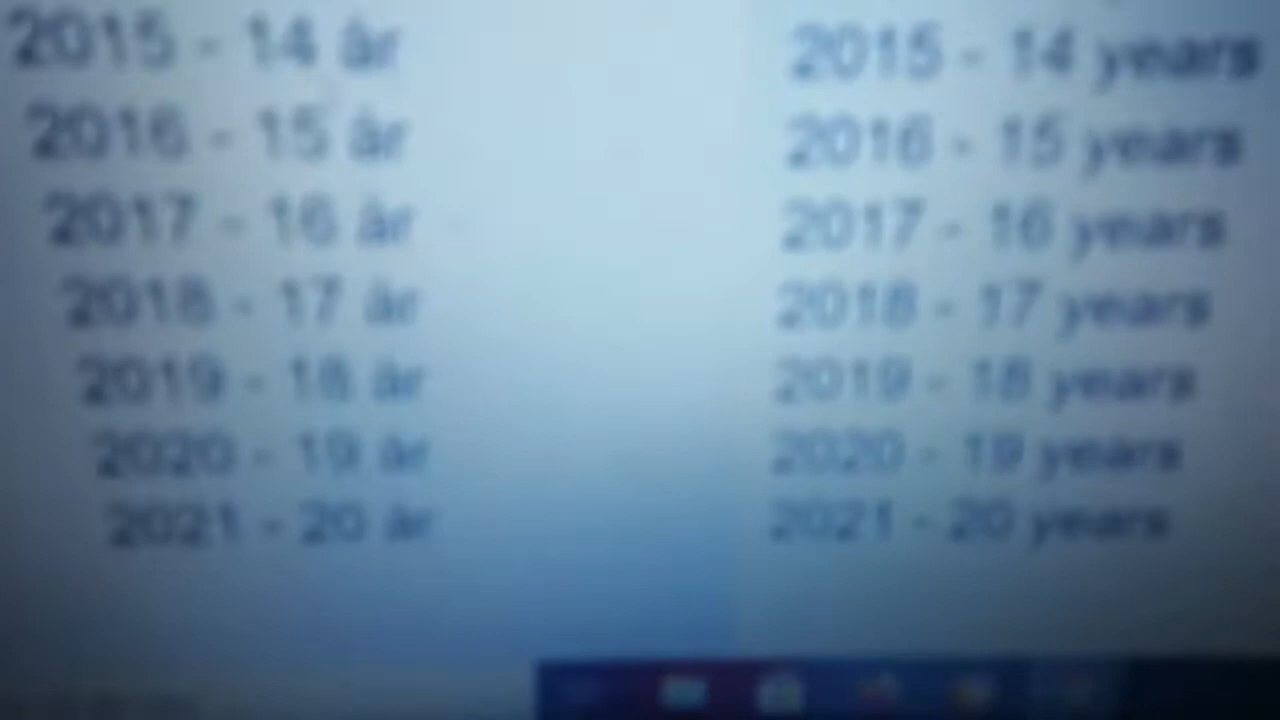 2015 - 14 år
2016 - 15 år
2017 - 16 år
2018 - 17 år
2019 - 18 år
2020 - 19 år
2021 - 20 år
2015 - 14 years
2016 - 15 years
2017 - 16 years
2018 - 17 years
2019 - 18 years
2020 - 19 years
2021 - 20 years